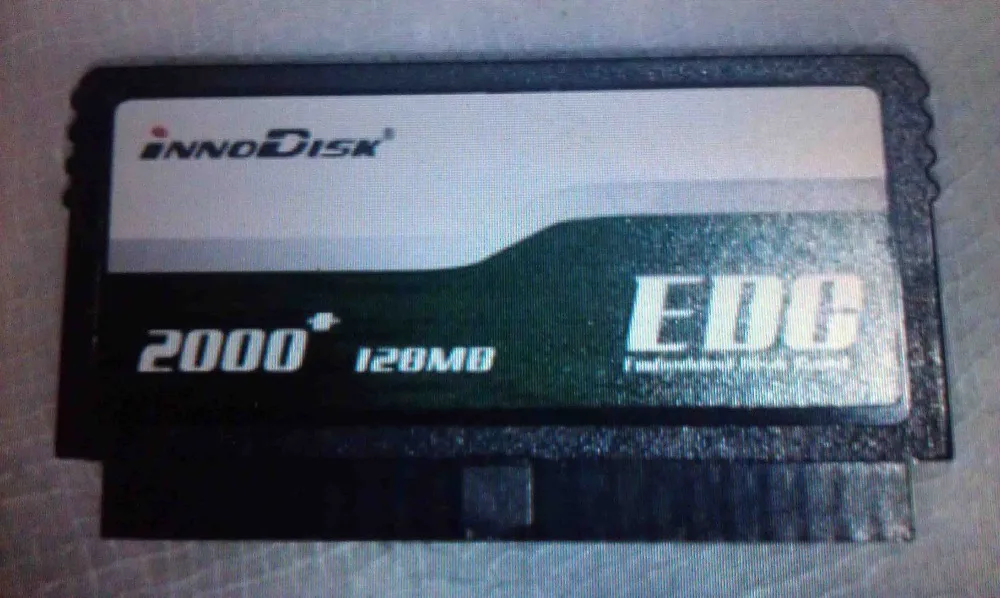 INNODISK®
EDC
2000+ 128MB